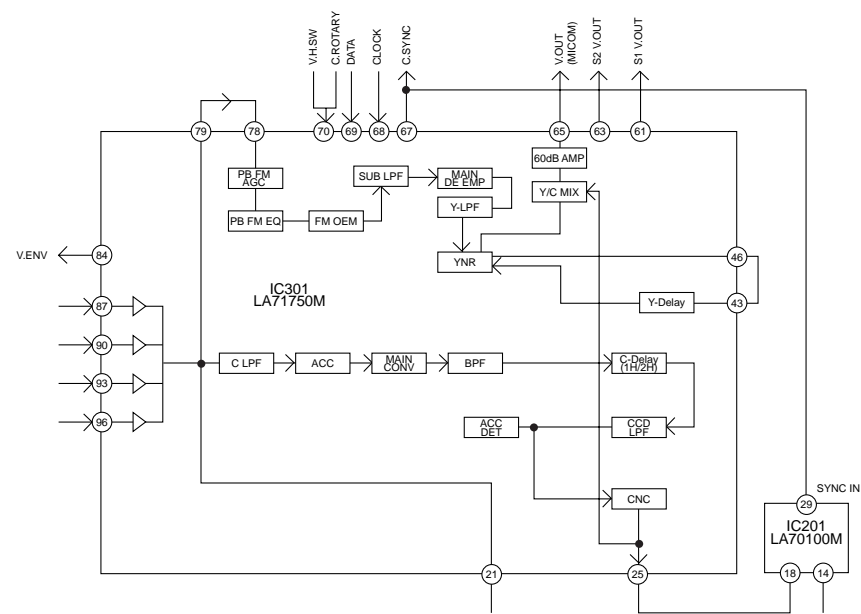 V.H.SW
C.ROTARY
DATA
CLOCK
C.SYNC
V.OUT
(MICOM)
S2 V.OUT
S1 V.OUT
79
78
70
69
68
67
65
63
61
60dB AMP
PB FM
AGC
SUB LPF
MAIN
DE EMP
Y/C MIX
Y-LPF
PB FM EQ
FM OEM
V.ENV
84
YNR
46
IC301
LA71750M
87
Y-Delay
43
90
C LPF
ACC
MAIN
CONV
BPF
C-Delay
(1H/2H)
93
96
ACC
DET
CCD
LPF
CNC
SYNC IN
29
IC201
LA70100M
21
25
18
14